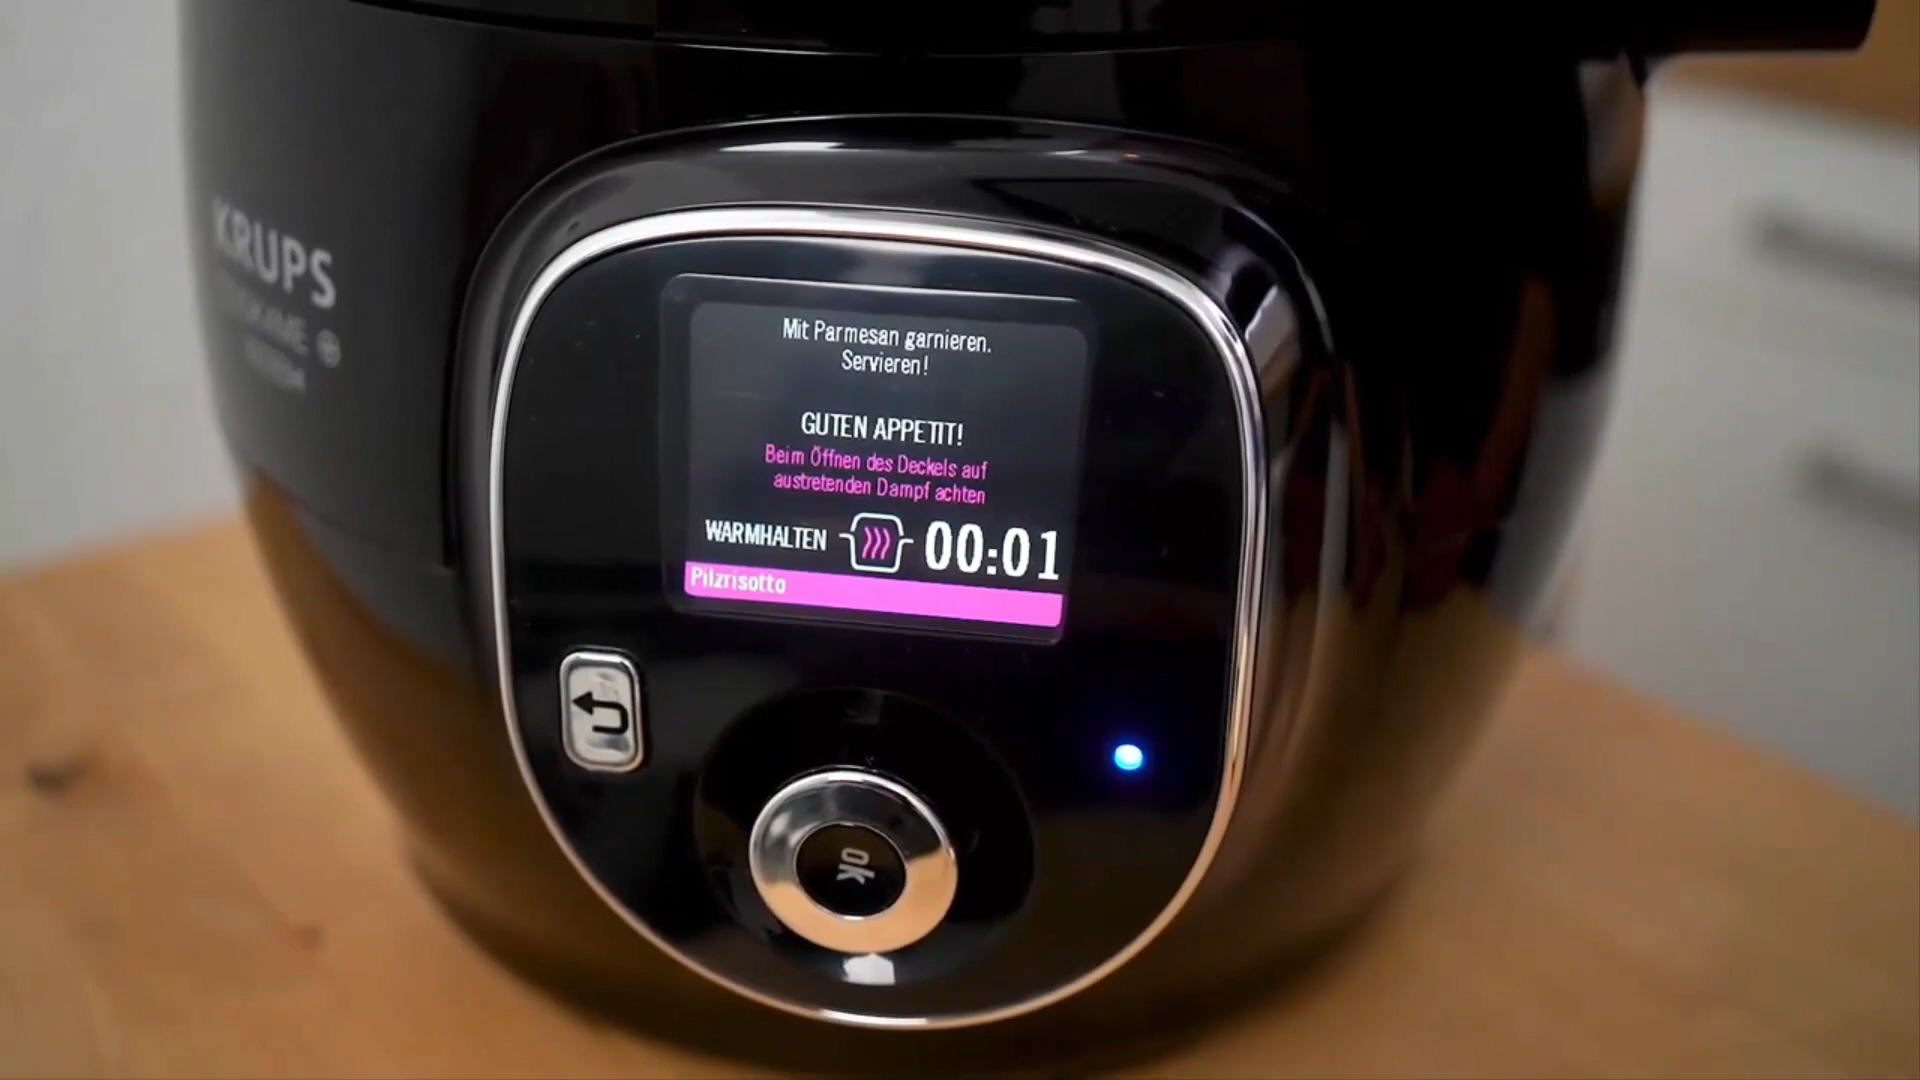 KRUPS
Mit Parmesan garnieren.
Servieren!
GUTEN APPETIT!
Beim Öffnen des Deckels auf
austretenden Dampf achten
WARMHALTEN 00:01
Pilzrisotto
ok